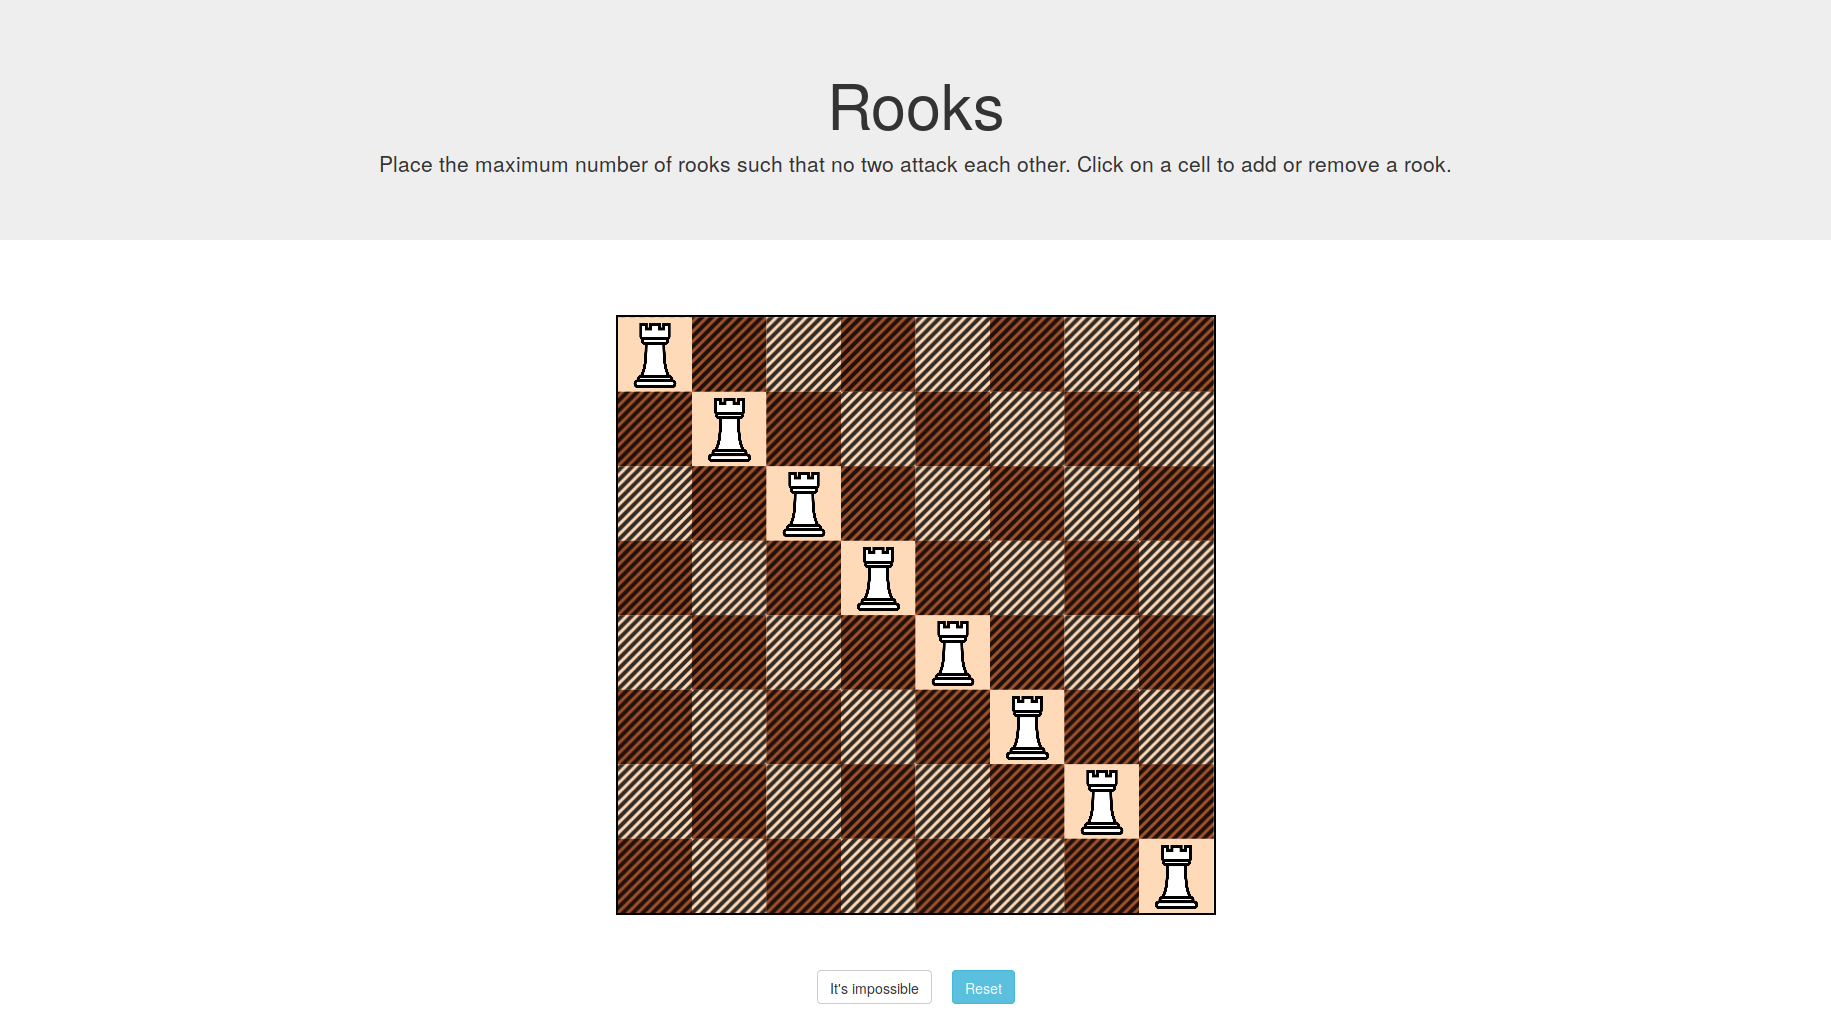 Rooks
Place the maximum number of rooks such that no two attack each other. Click on a cell to add or remove a rook.
It's impossible
Reset